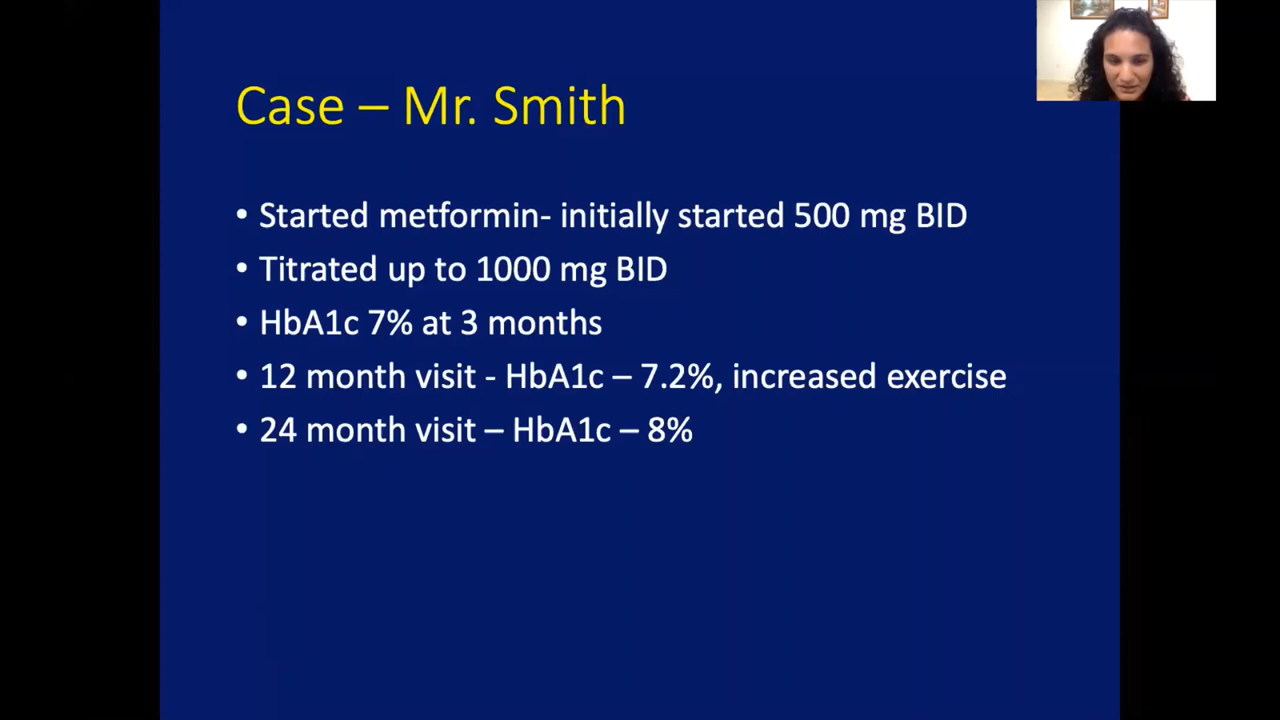 Case – Mr. Smith
• Started metformin- initially started 500 mg BID
• Titrated up to 1000 mg BID
• HbA1c 7% at 3 months
• 12 month visit - HbA1c – 7.2%, increased exercise
• 24 month visit – HbA1c – 8%